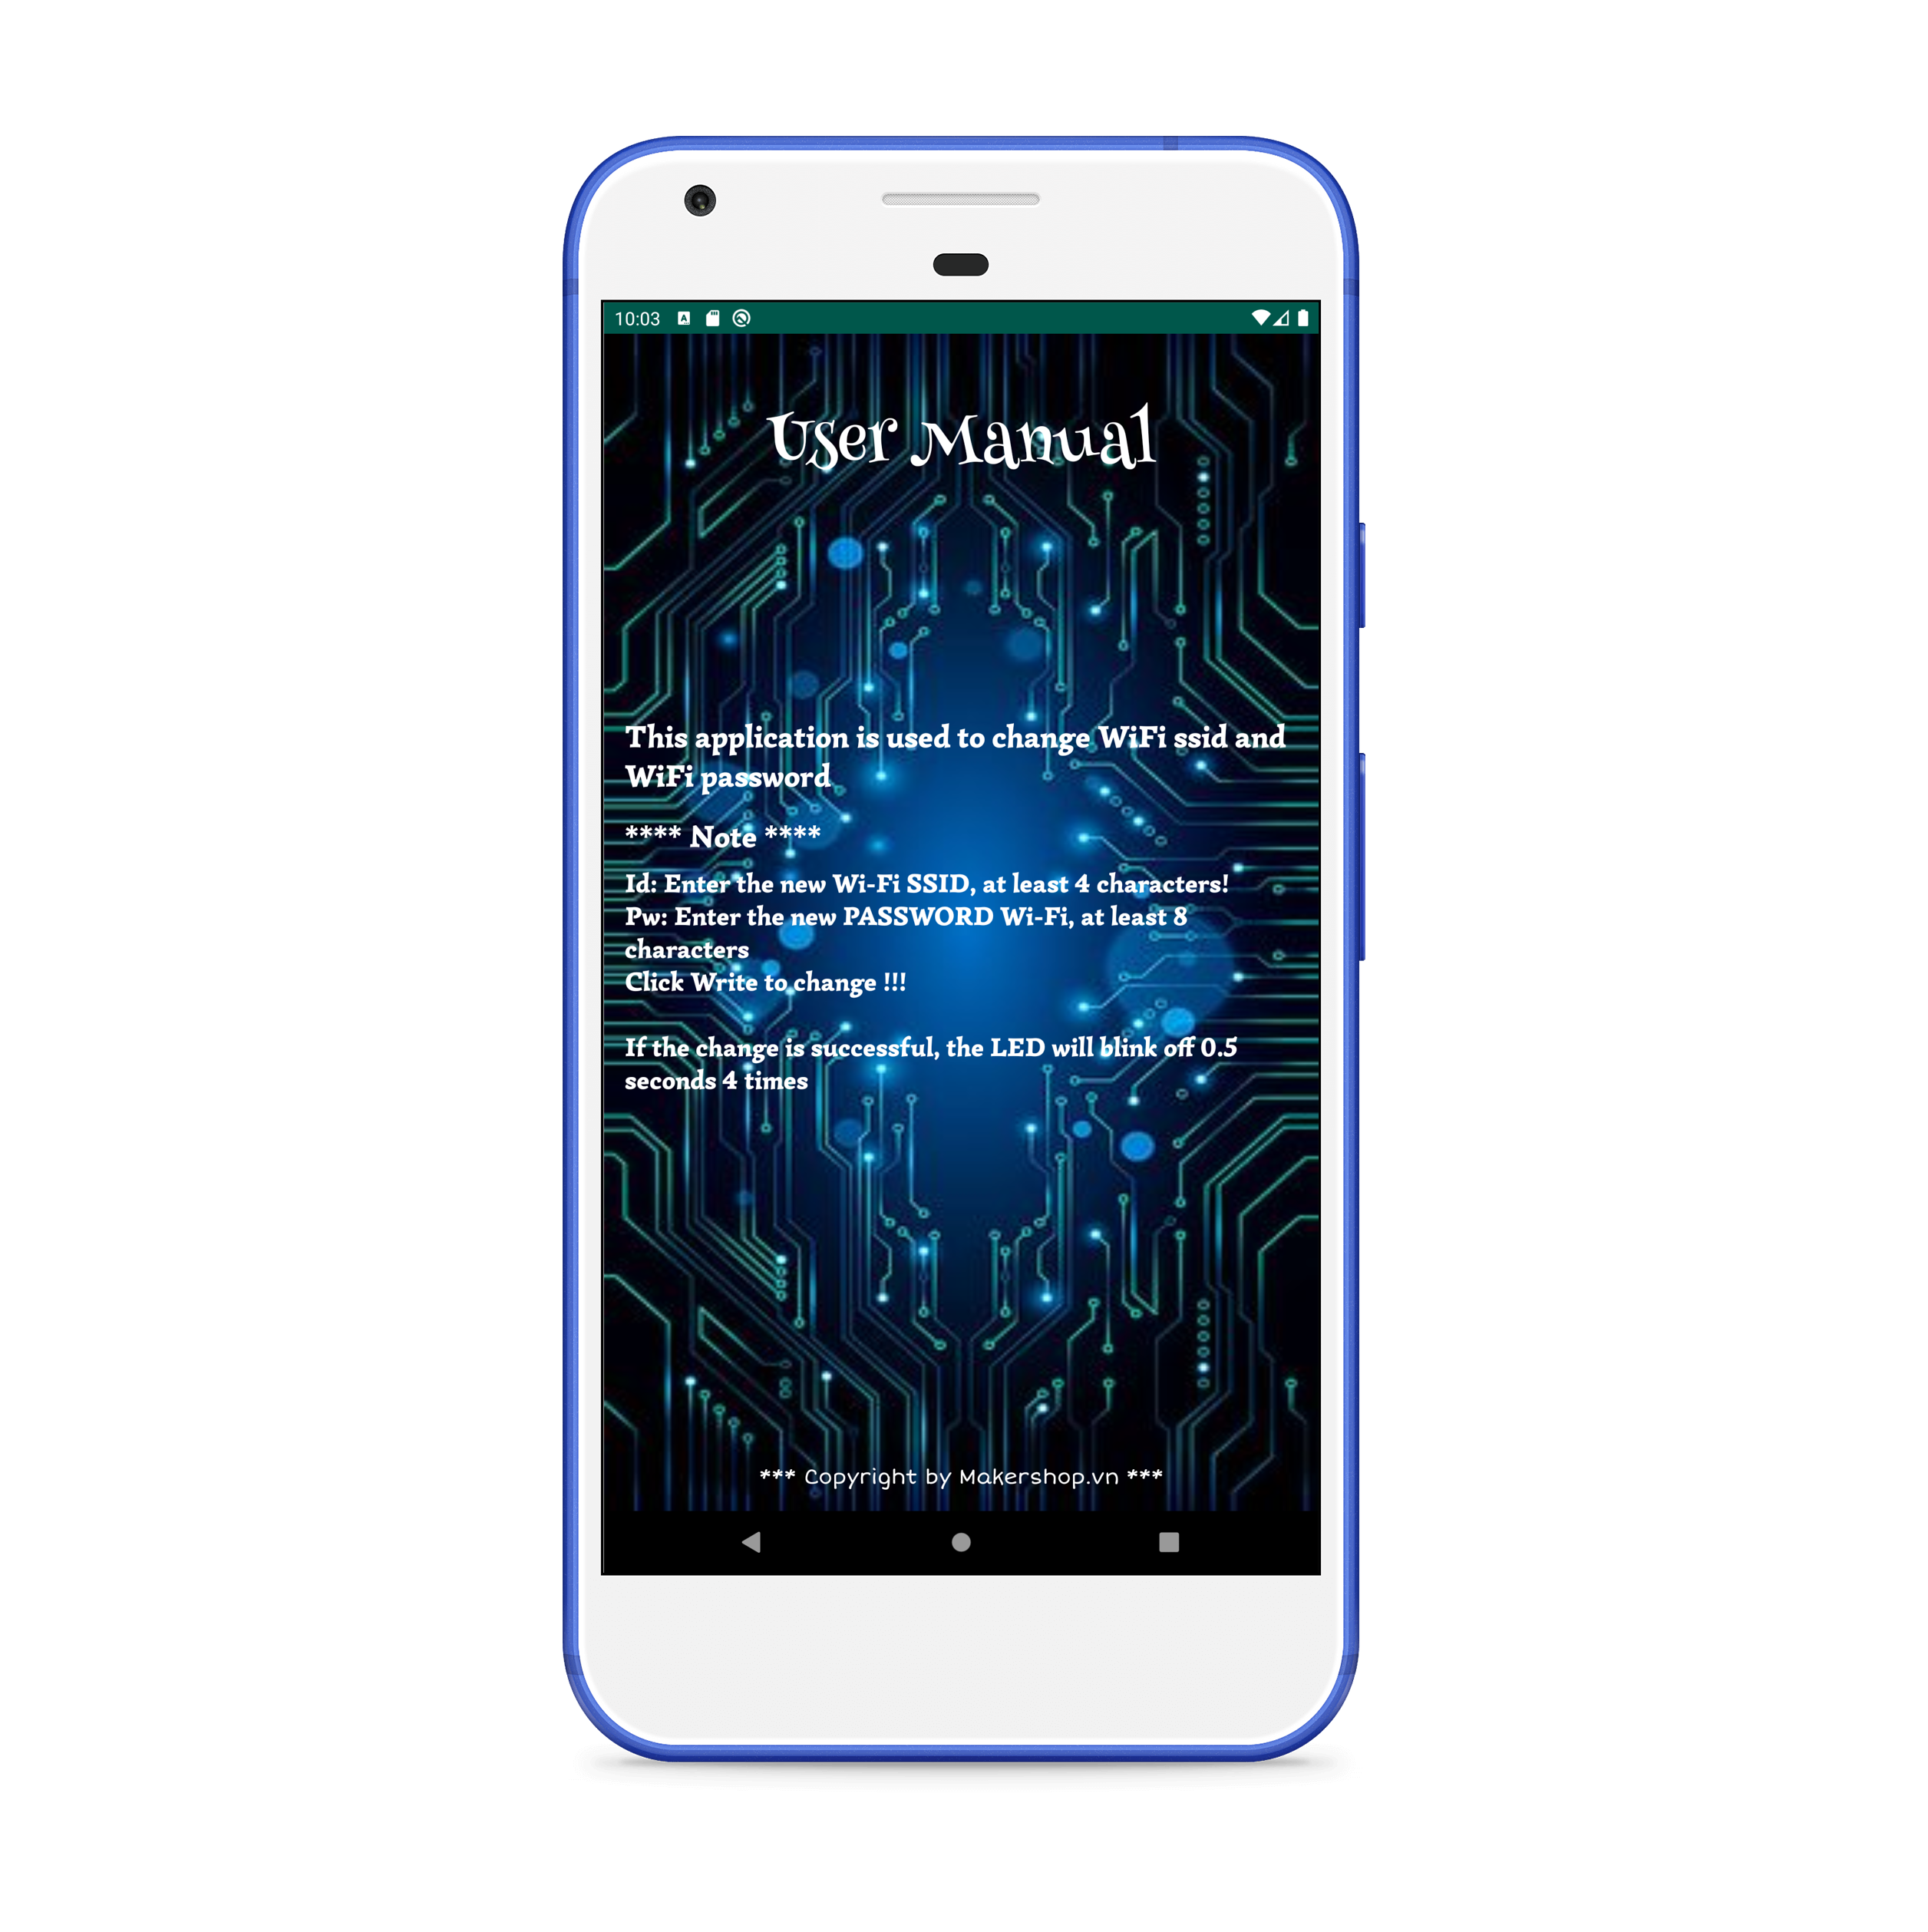 10:03
User Manual
This application is used to change WiFi ssid and
WiFi password
**** Note ****
Id: Enter the new Wi-Fi SSID, at least 4 characters!
Pw: Enter the new PASSWORD Wi-Fi, at least 8
characters
Click Write to change !!!
If the change is successful, the LED will blink off 0.5
seconds 4 times
*** Copyright by Makershop.vn ***